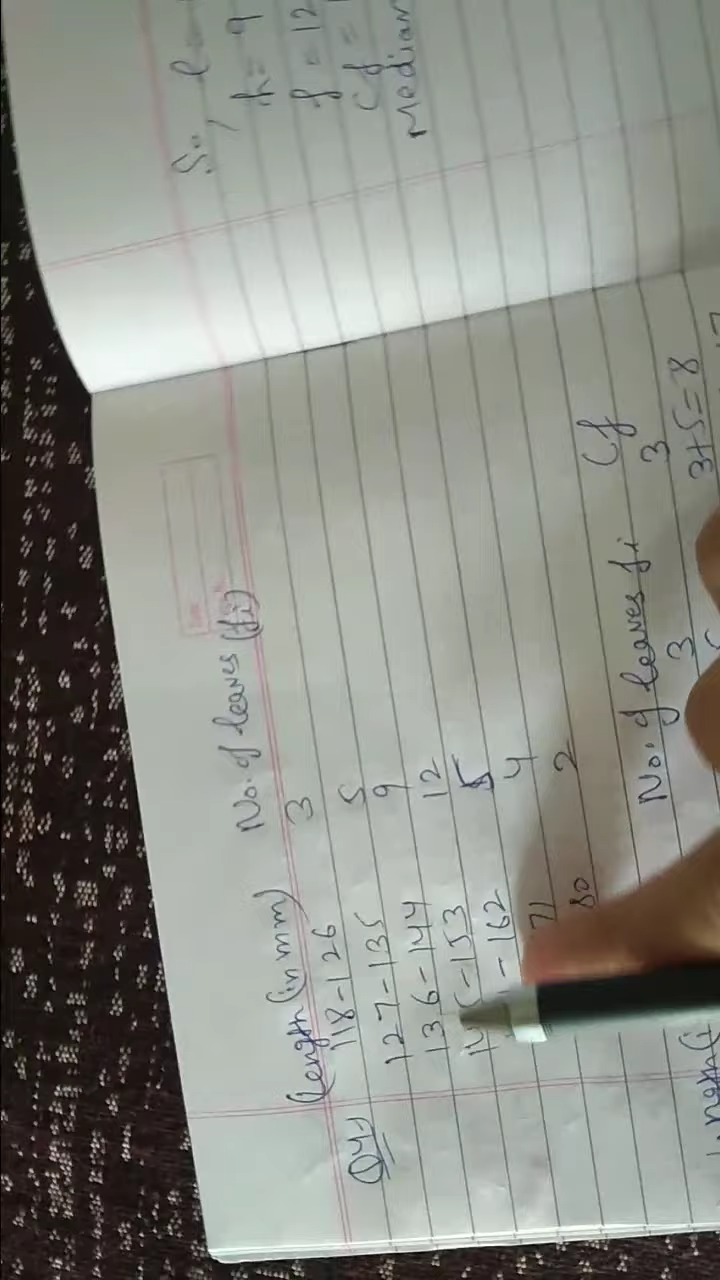 So, l =
h = 9
f = 12
Cf =
Median
Q4) Length (in mm) No. of leaves (fi)
118-126 3
127-135 5
136-144 9
-153 12
-162 5
71 4
80 2
No. of leaves fi Cf
3 3
3+5=8